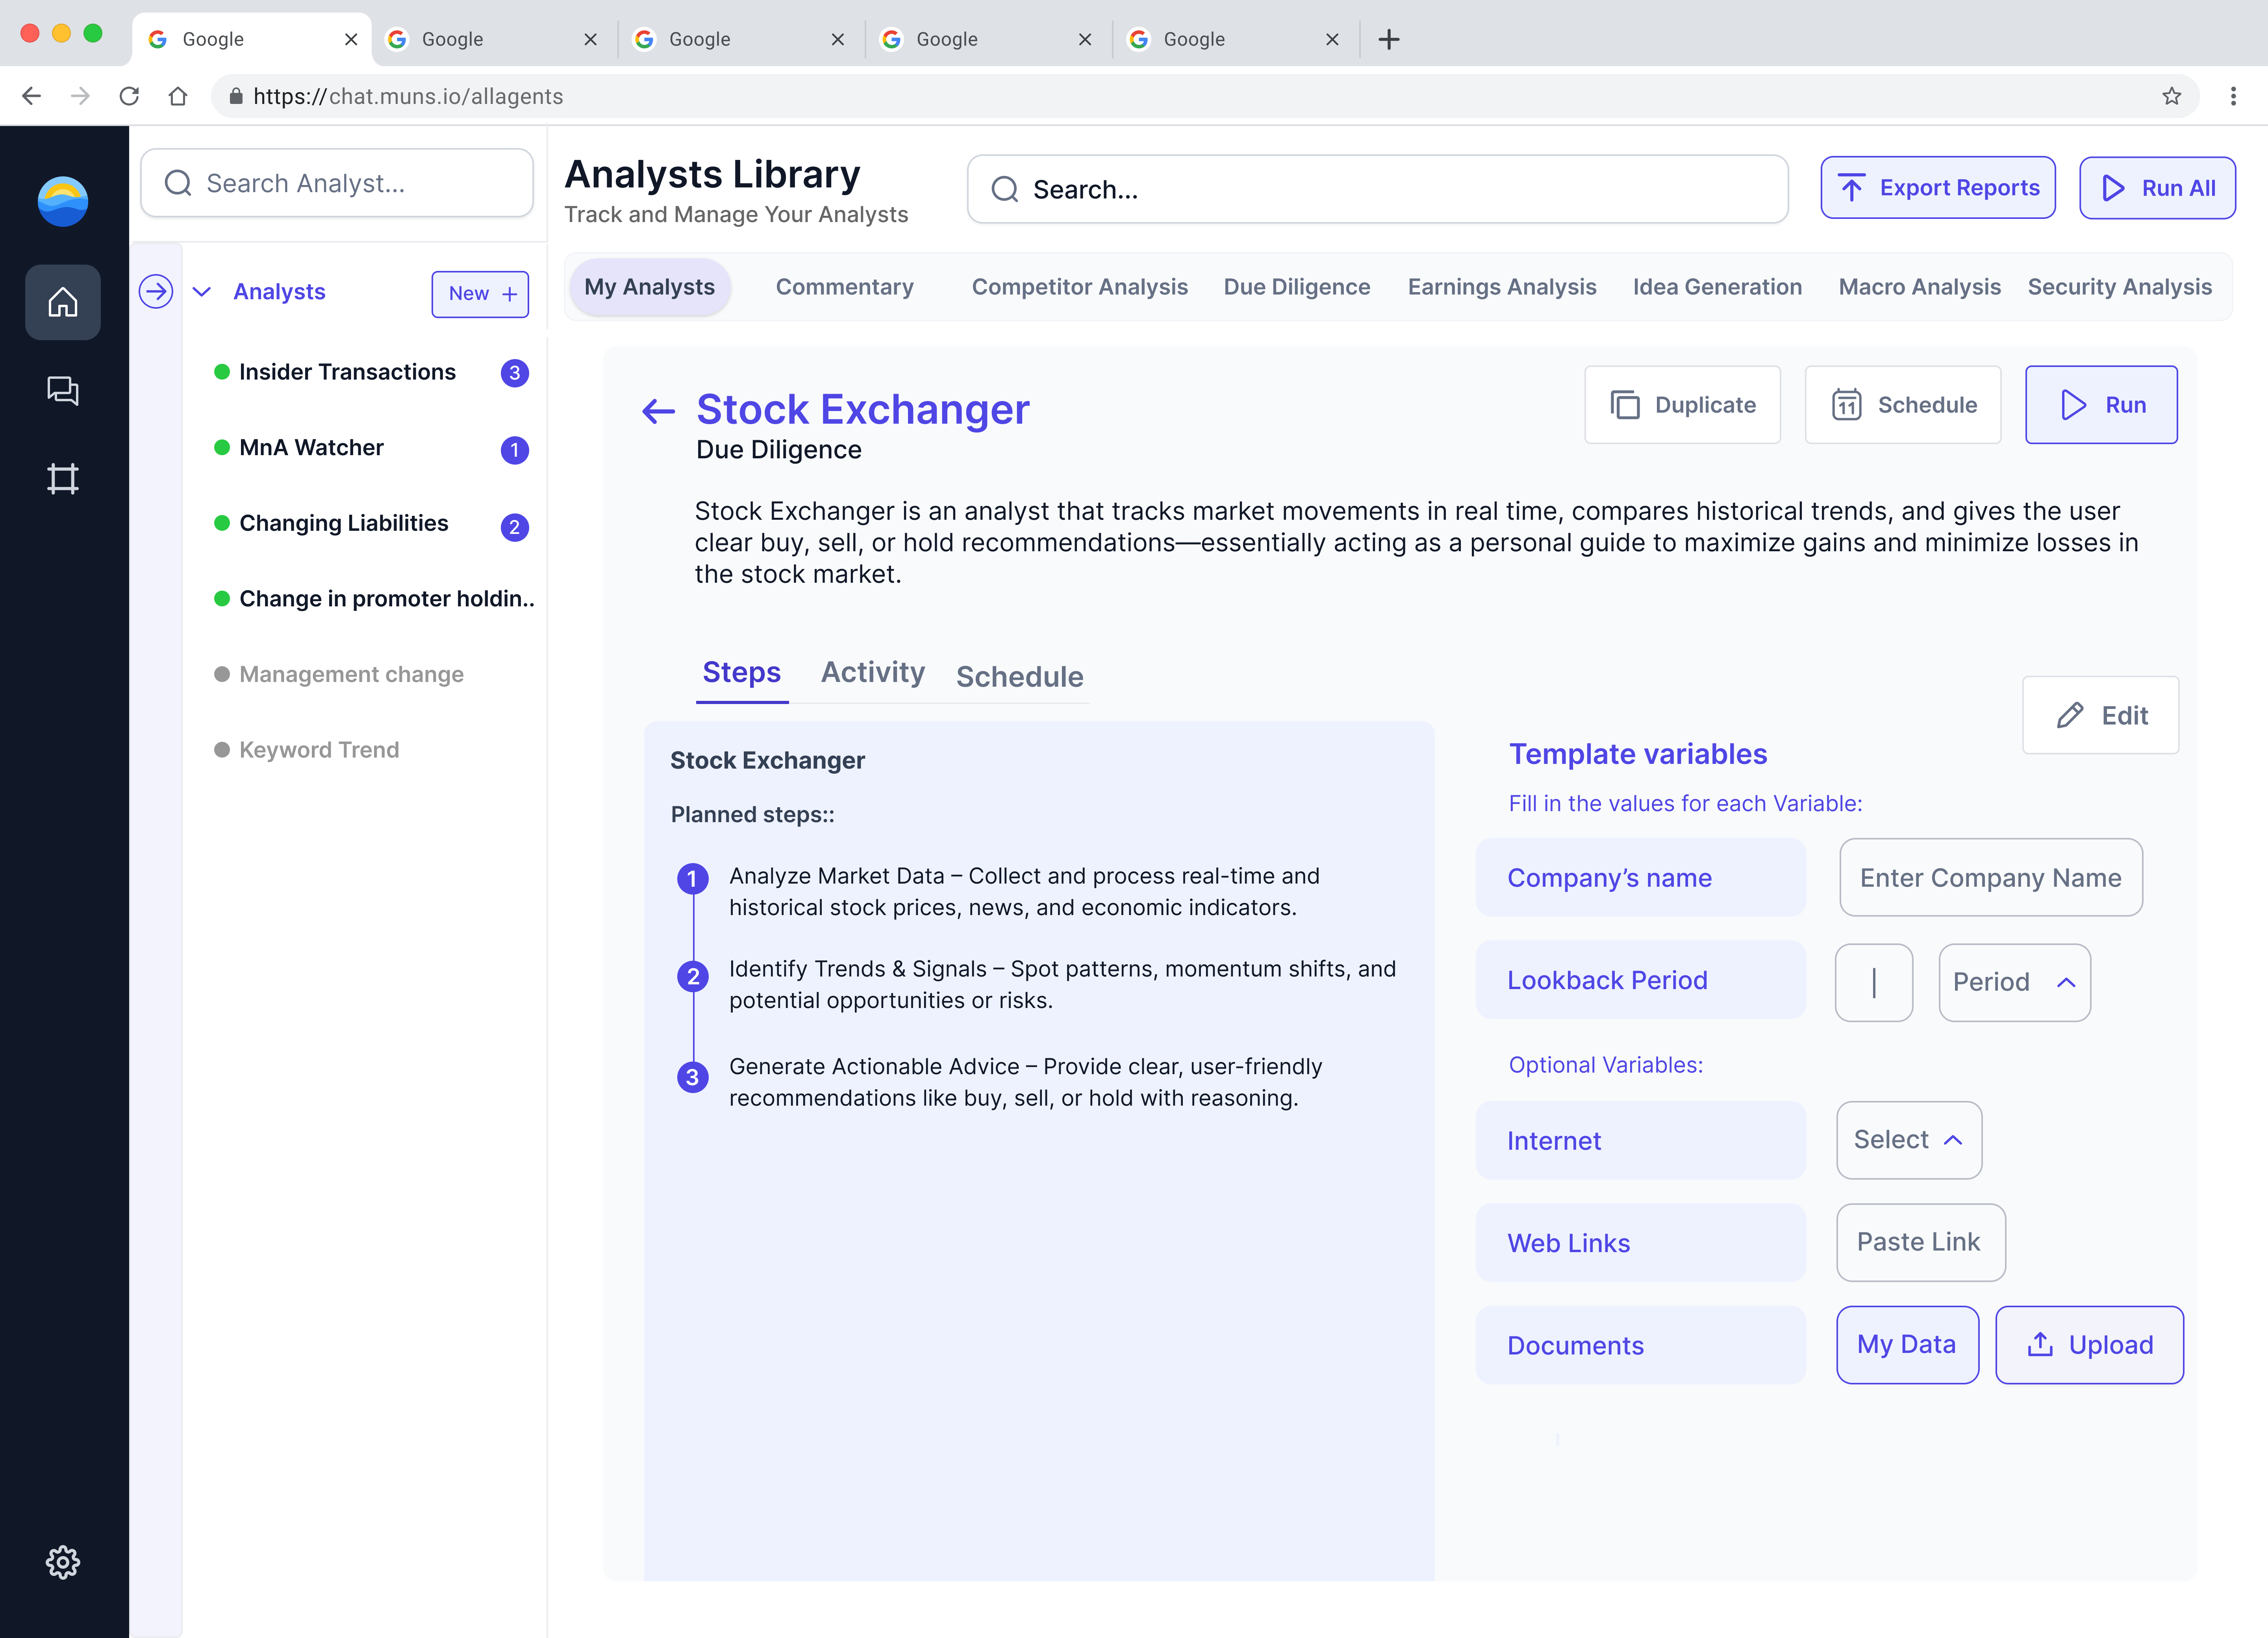 Google
Google
Google
Google
Google
https://chat.muns.io/allagents
Search Analyst...
Analysts
New +
Insider Transactions 3
MnA Watcher 1
Changing Liabilities 2
Change in promoter holdin..
Management change
Keyword Trend
Analysts Library
Track and Manage Your Analysts
Search...
Export Reports
Run All
My Analysts
Commentary
Competitor Analysis
Due Diligence
Earnings Analysis
Idea Generation
Macro Analysis
Security Analysis
Stock Exchanger
Due Diligence
Duplicate
11 Schedule
Run
Stock Exchanger is an analyst that tracks market movements in real time, compares historical trends, and gives the user
clear buy, sell, or hold recommendations—essentially acting as a personal guide to maximize gains and minimize losses in
the stock market.
Steps
Activity
Schedule
Edit
Stock Exchanger
Planned steps::
1 Analyze Market Data – Collect and process real-time and
historical stock prices, news, and economic indicators.
2 Identify Trends & Signals – Spot patterns, momentum shifts, and
potential opportunities or risks.
3 Generate Actionable Advice – Provide clear, user-friendly
recommendations like buy, sell, or hold with reasoning.
Template variables
Fill in the values for each Variable:
Company’s name
Enter Company Name
Lookback Period
Period
Optional Variables:
Internet
Select
Web Links
Paste Link
Documents
My Data
Upload